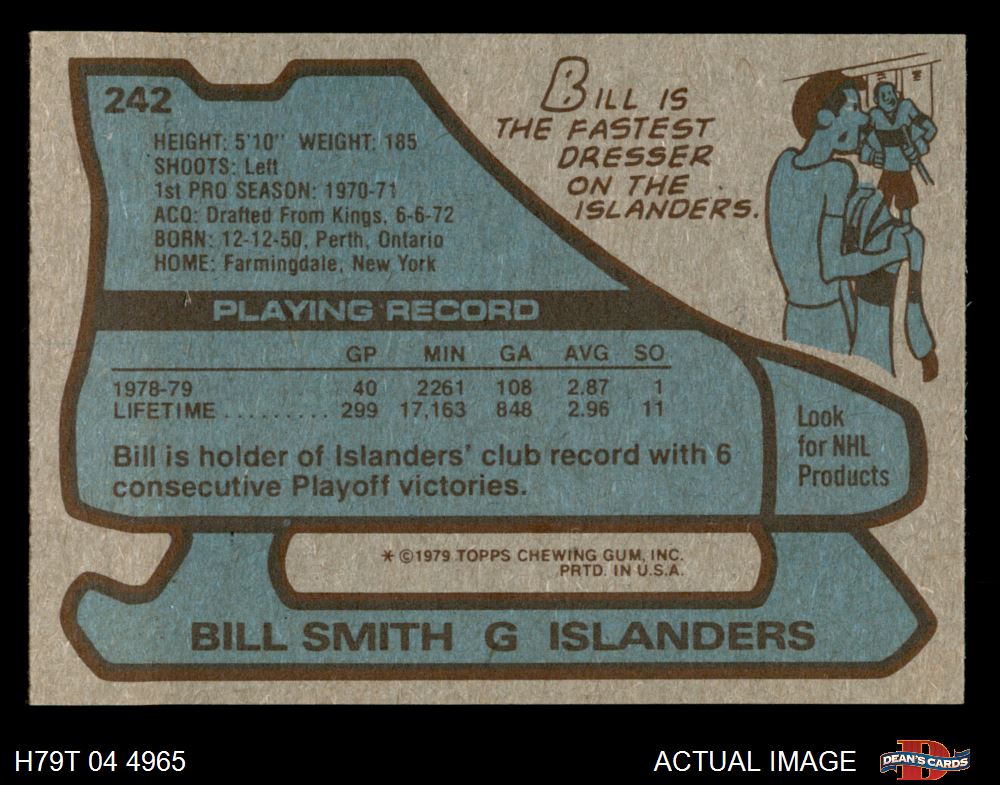 242
HEIGHT: 5'10" WEIGHT: 185
SHOOTS: Left
1st PRO SEASON: 1970-71
ACQ: Drafted From Kings, 6-6-72
BORN: 12-12-50, Perth, Ontario
HOME: Farmingdale, New York
BILL IS
THE FASTEST
DRESSER
ON THE
ISLANDERS.
PLAYING RECORD
GP MIN GA AVG SO
1978-79 40 2261 108 2.87 1
LIFETIME ......... 299 17,163 848 2.96 11
Bill is holder of Islanders' club record with 6
consecutive Playoff victories.
Look
for NHL
Products
* ©1979 TOPPS CHEWING GUM, INC.
PRTD. IN U.S.A.
BILL SMITH G ISLANDERS
H79T 04 4965
ACTUAL IMAGE
D
DEAN'S CARDS